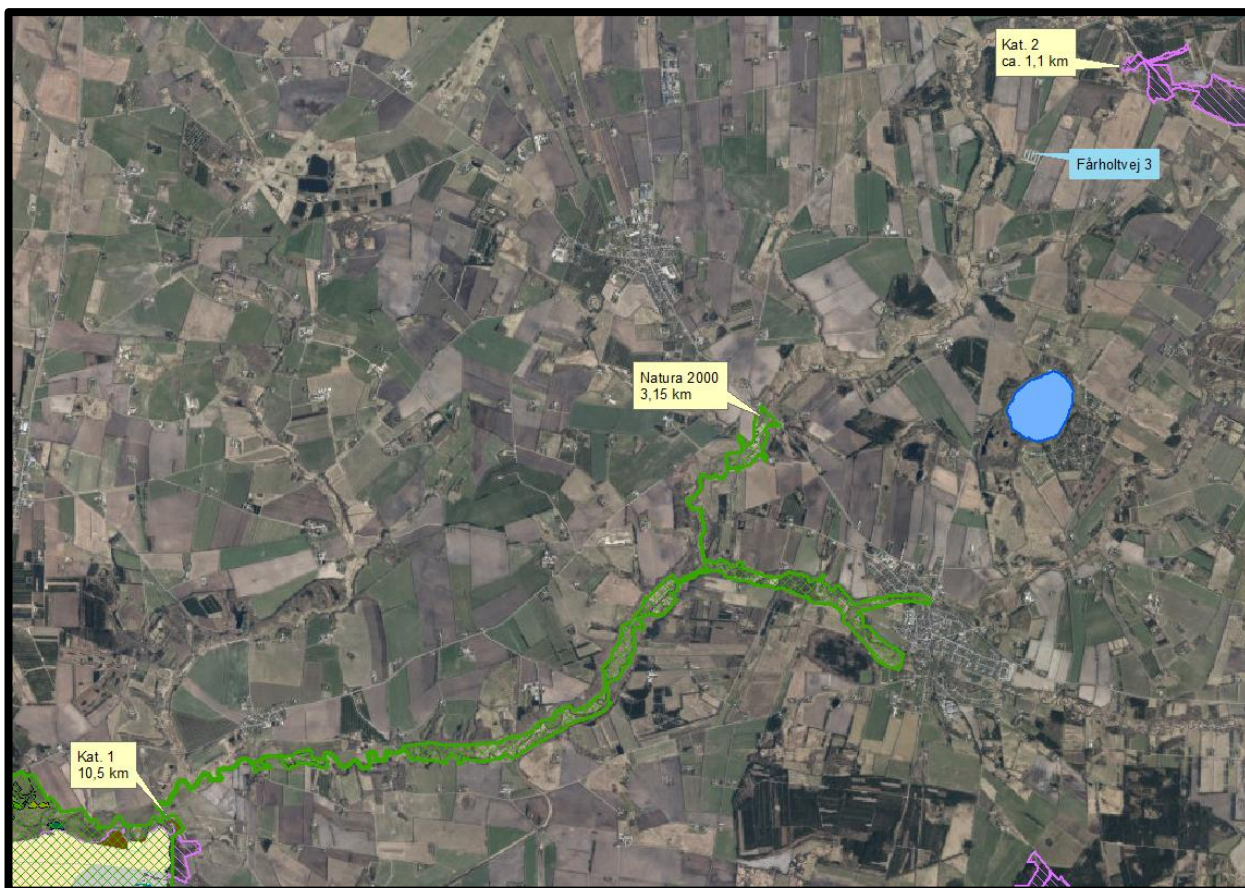 Kat. 2
ca. 1,1 km
Fårholtvej 3
Natura 2000
3,15 km
Kat. 1
10,5 km